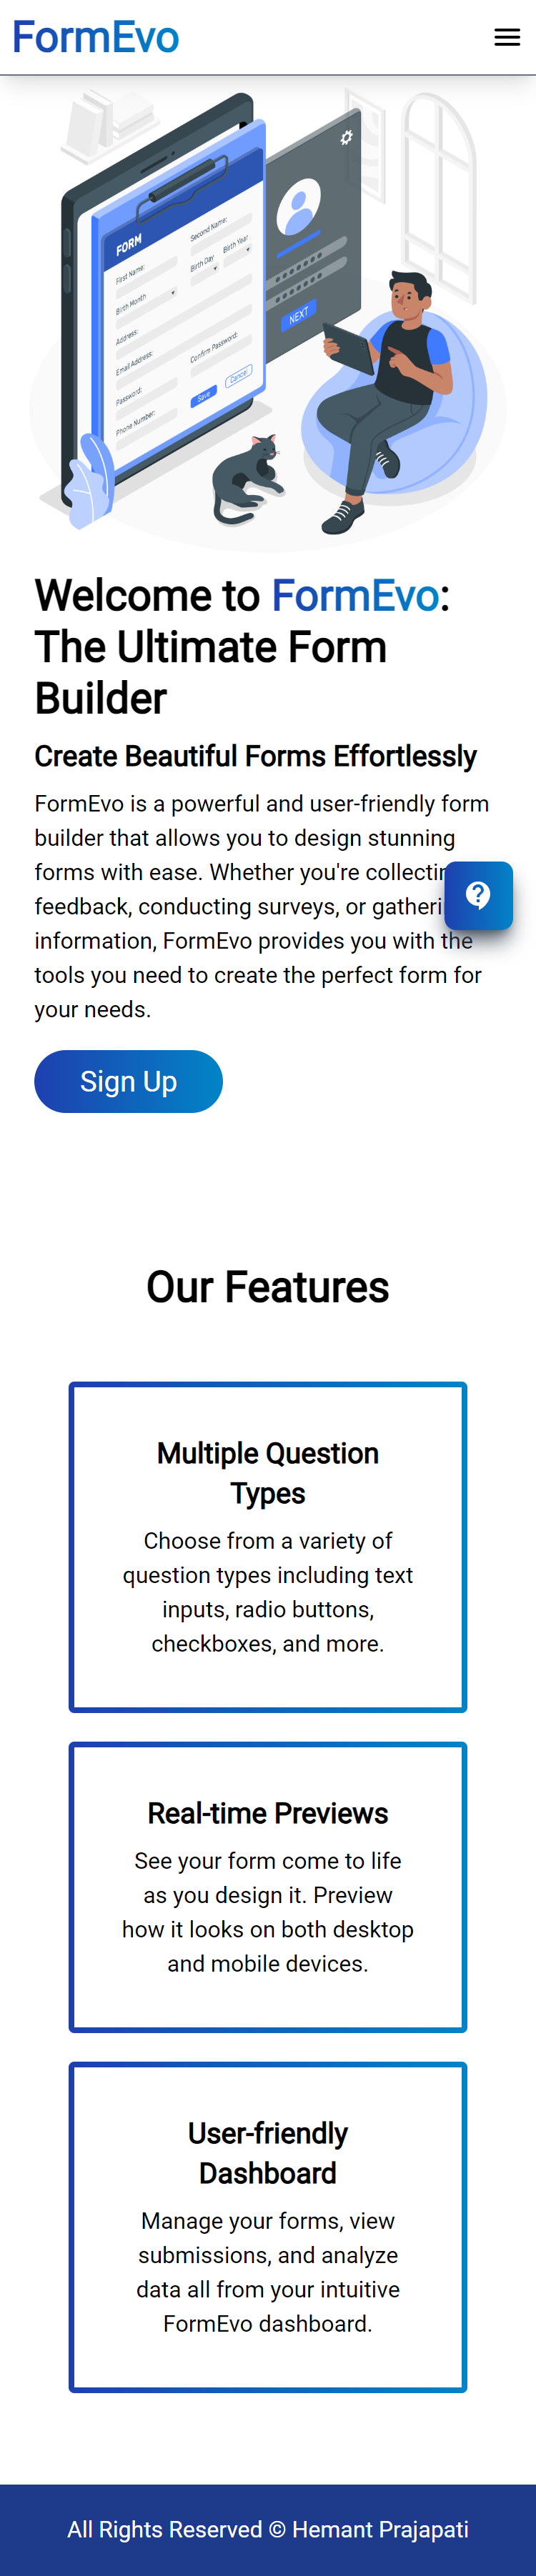 FormEvo
FORM
First Name:
Second Name:
Birth Month
Birth Day
Birth Year
Address:
Email Address:
Confirm Password:
Password:
Phone Number:
Save
Cancel
NEXT
Welcome to FormEvo:
The Ultimate Form
Builder
Create Beautiful Forms Effortlessly
FormEvo is a powerful and user-friendly form
builder that allows you to design stunning
forms with ease. Whether you're collectin
feedback, conducting surveys, or gatheri
information, FormEvo provides you with the
tools you need to create the perfect form for
your needs.
Sign Up
Our Features
Multiple Question
Types
Choose from a variety of
question types including text
inputs, radio buttons,
checkboxes, and more.
Real-time Previews
See your form come to life
as you design it. Preview
how it looks on both desktop
and mobile devices.
User-friendly
Dashboard
Manage your forms, view
submissions, and analyze
data all from your intuitive
FormEvo dashboard.
All Rights Reserved © Hemant Prajapati